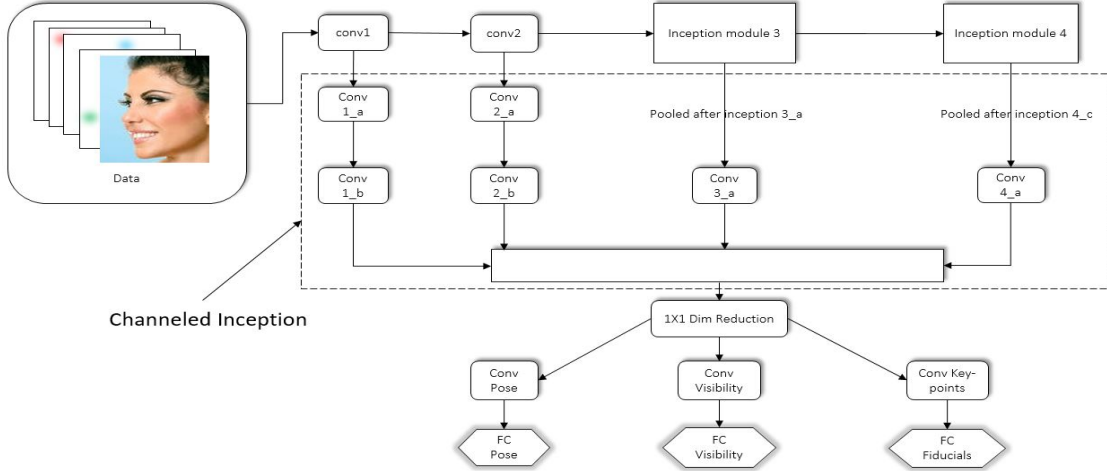 conv1
conv2
Inception module 3
Inception module 4
Conv
1_a
Conv
2_a
Pooled after inception 3_a
Pooled after inception 4_c
Data
Conv
1_b
Conv
2_b
Conv
3_a
Conv
4_a
Channeled Inception
1X1 Dim Reduction
Conv
Pose
Conv
Visibility
Conv Key-
points
FC
Pose
FC
Visibility
FC
Fiducials